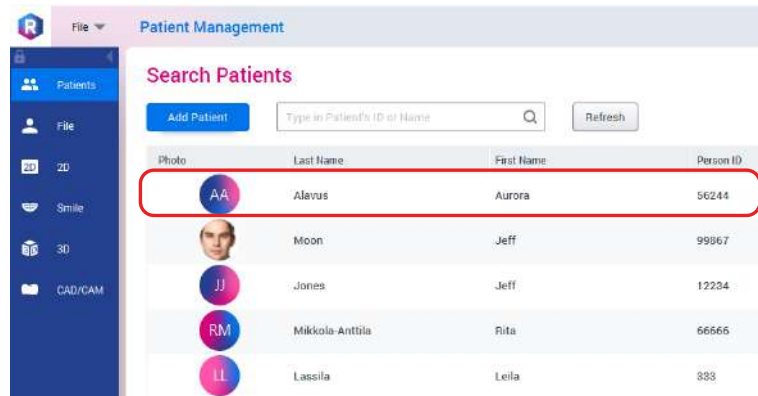 R File Patient Management
Patients
File
2D 2D
Smile
3D
CAD/CAM
Search Patients
Add Patient Type in Patient's ID or Name Refresh
Photo Last Name First Name Person ID
AA Alavus Aurora 56244
Moon Jeff 99867
JJ Jones Jeff 12234
RM Mikkola-Anttila Rita 66666
LL Lassila Leila 333